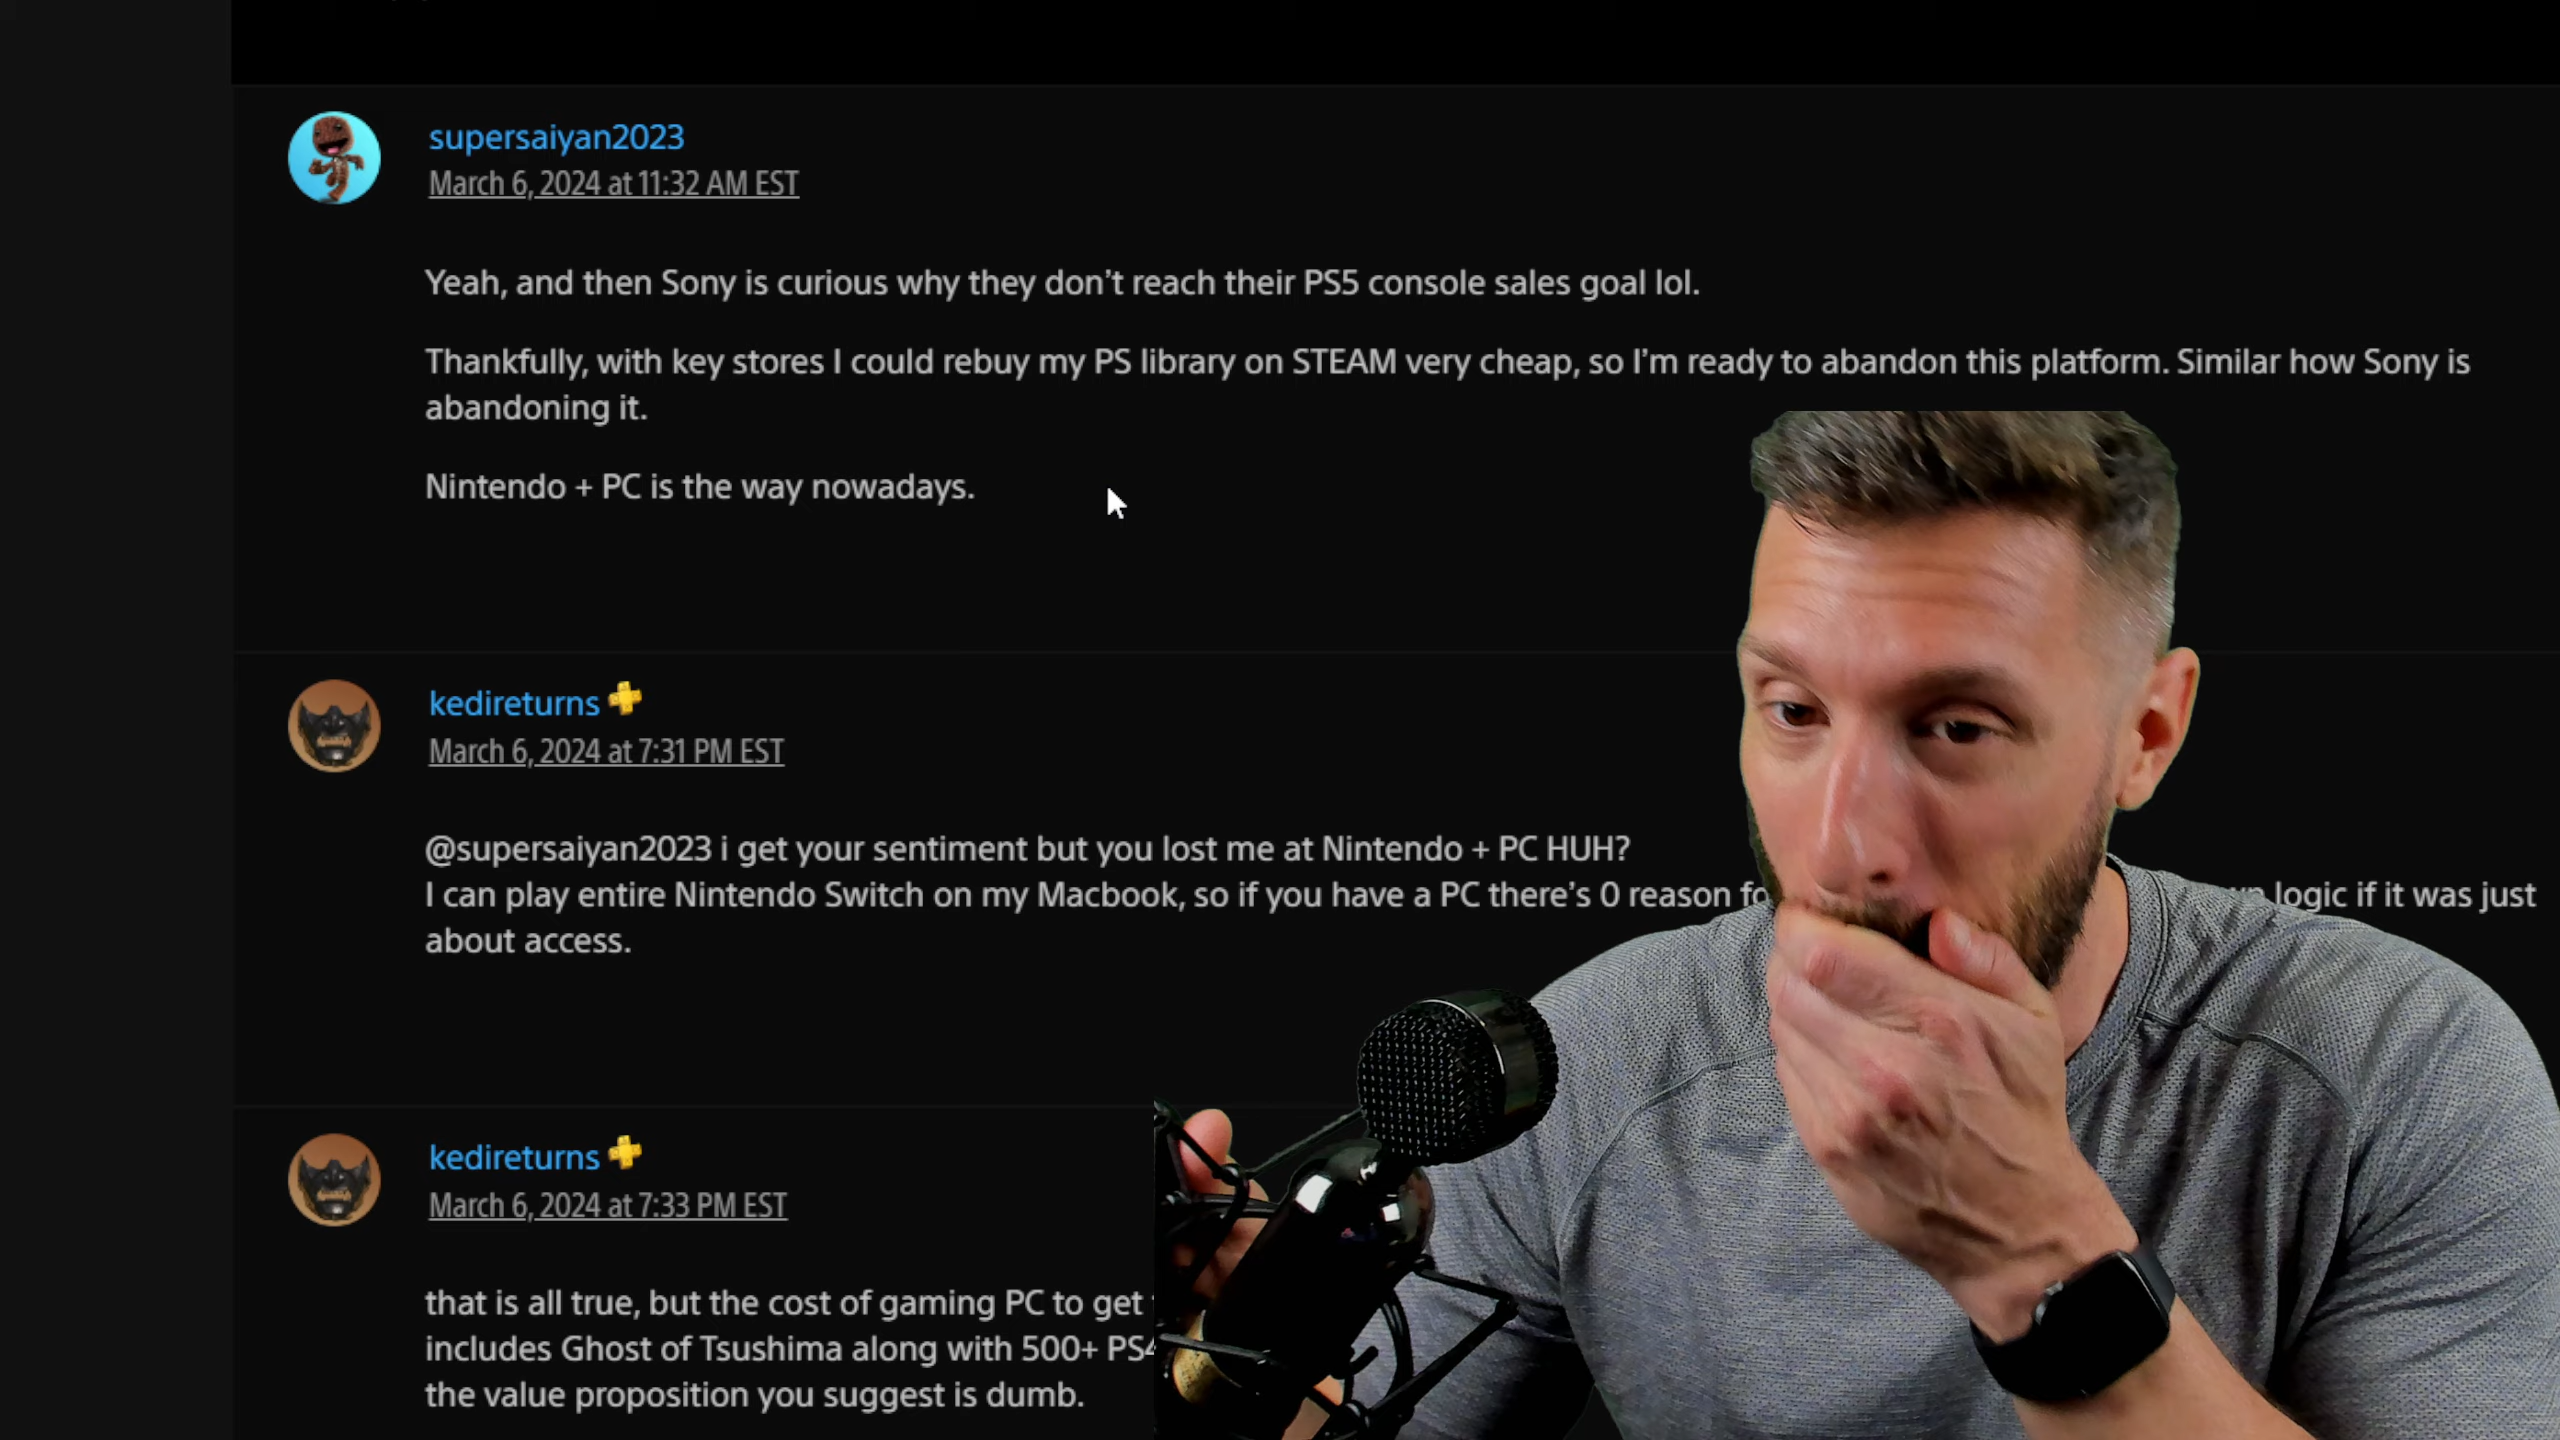 supersaiyan2023
March 6, 2024 at 11:32 AM EST
Yeah, and then Sony is curious why they don't reach their PS5 console sales goal lol.
Thankfully, with key stores I could rebuy my PS library on STEAM very cheap, so I'm ready to abandon this platform. Similar how Sony is
abandoning it.
Nintendo + PC is the way nowadays.
kedireturns
March 6, 2024 at 7:31 PM EST
@supersaiyan2023 i get your sentiment but you lost me at Nintendo + PC HUH?
I can play entire Nintendo Switch on my Macbook, so if you have a PC there's 0 reason logic if it was just
about access.
kedireturns
March 6, 2024 at 7:33 PM EST
that is all true, but the cost of gaming PC to get
includes Ghost of Tsushima along with 500+
the value proposition you suggest is dumb.